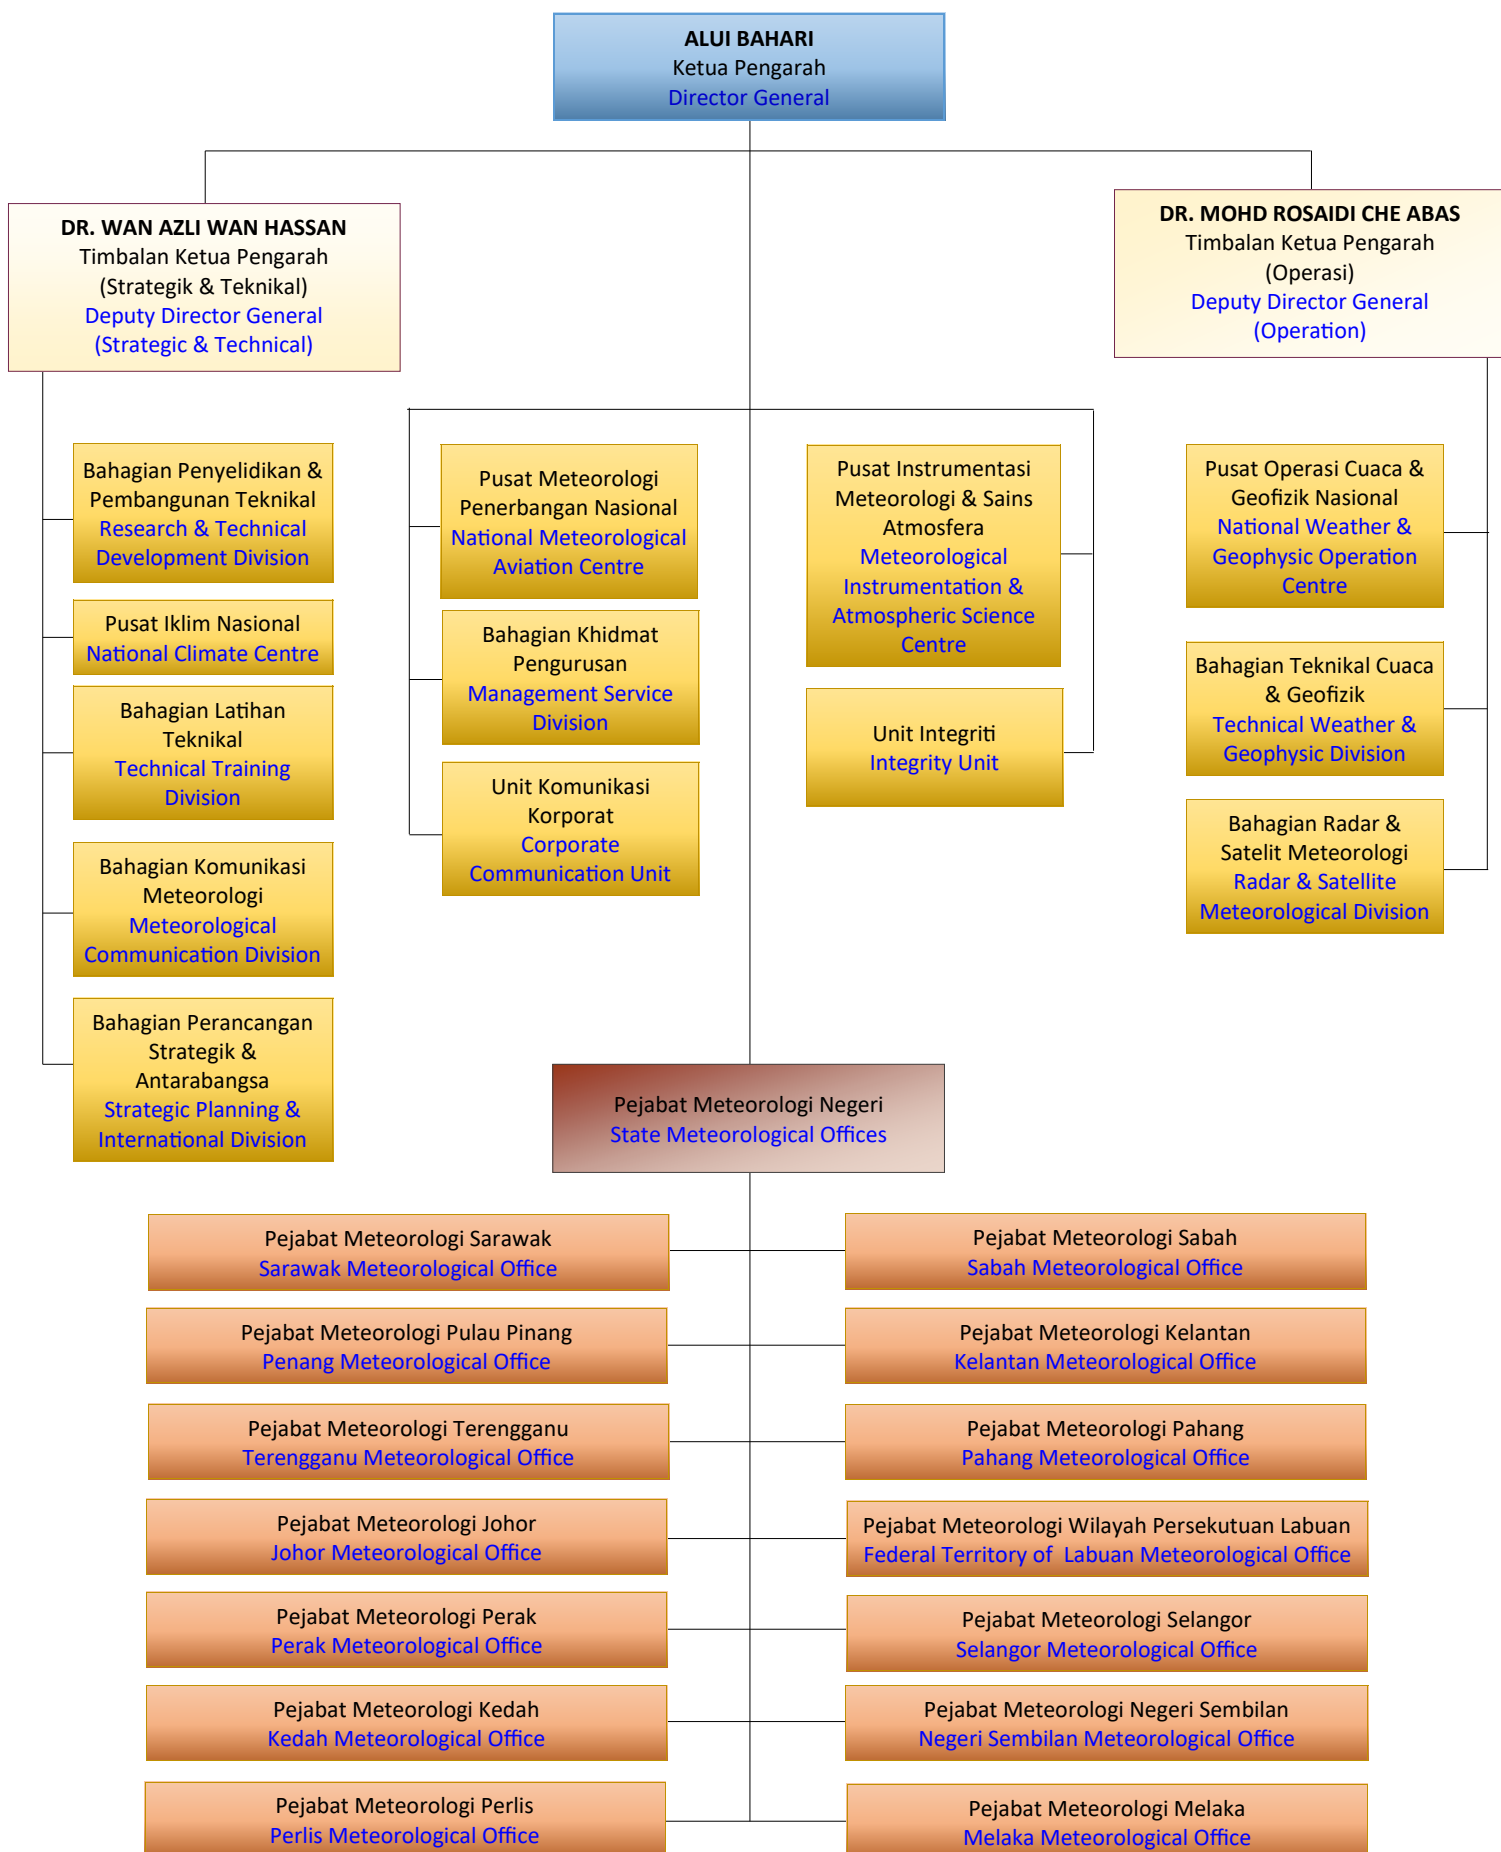 ALUI BAHARI
Ketua Pengarah
Director General
DR. WAN AZLI WAN HASSAN
Timbalan Ketua Pengarah
(Strategik & Teknikal)
Deputy Director General
(Strategic & Technical)
DR. MOHD ROSAIDI CHE ABAS
Timbalan Ketua Pengarah
(Operasi)
Deputy Director General
(Operation)
Bahagian Penyelidikan &
Pembangunan Teknikal
Research & Technical
Development Division
Pusat Iklim Nasional
National Climate Centre
Bahagian Latihan
Teknikal
Technical Training
Division
Bahagian Komunikasi
Meteorologi
Meteorological
Communication Division
Bahagian Perancangan
Strategik &
Antarabangsa
Strategic Planning &
International Division
Pusat Meteorologi
Penerbangan Nasional
National Meteorological
Aviation Centre
Bahagian Khidmat
Pengurusan
Management Service
Division
Unit Komunikasi
Korporat
Corporate
Communication Unit
Pusat Instrumentasi
Meteorologi & Sains
Atmosfera
Meteorological
Instrumentation &
Atmospheric Science
Centre
Unit Integriti
Integrity Unit
Pusat Operasi Cuaca &
Geofizik Nasional
National Weather &
Geophysic Operation
Centre
Bahagian Teknikal Cuaca
& Geofizik
Technical Weather &
Geophysic Division
Bahagian Radar &
Satelit Meteorologi
Radar & Satellite
Meteorological Division
Pejabat Meteorologi Negeri
State Meteorological Offices
Pejabat Meteorologi Sarawak
Sarawak Meteorological Office
Pejabat Meteorologi Sabah
Sabah Meteorological Office
Pejabat Meteorologi Pulau Pinang
Penang Meteorological Office
Pejabat Meteorologi Kelantan
Kelantan Meteorological Office
Pejabat Meteorologi Terengganu
Terengganu Meteorological Office
Pejabat Meteorologi Pahang
Pahang Meteorological Office
Pejabat Meteorologi Johor
Johor Meteorological Office
Pejabat Meteorologi Wilayah Persekutuan Labuan
Federal Territory of  Labuan Meteorological Office
Pejabat Meteorologi Perak
Perak Meteorological Office
Pejabat Meteorologi Selangor
Selangor Meteorological Office
Pejabat Meteorologi Kedah
Kedah Meteorological Office
Pejabat Meteorologi Negeri Sembilan
Negeri Sembilan Meteorological Office
Pejabat Meteorologi Perlis
Perlis Meteorological Office
Pejabat Meteorologi Melaka
Melaka Meteorological Office